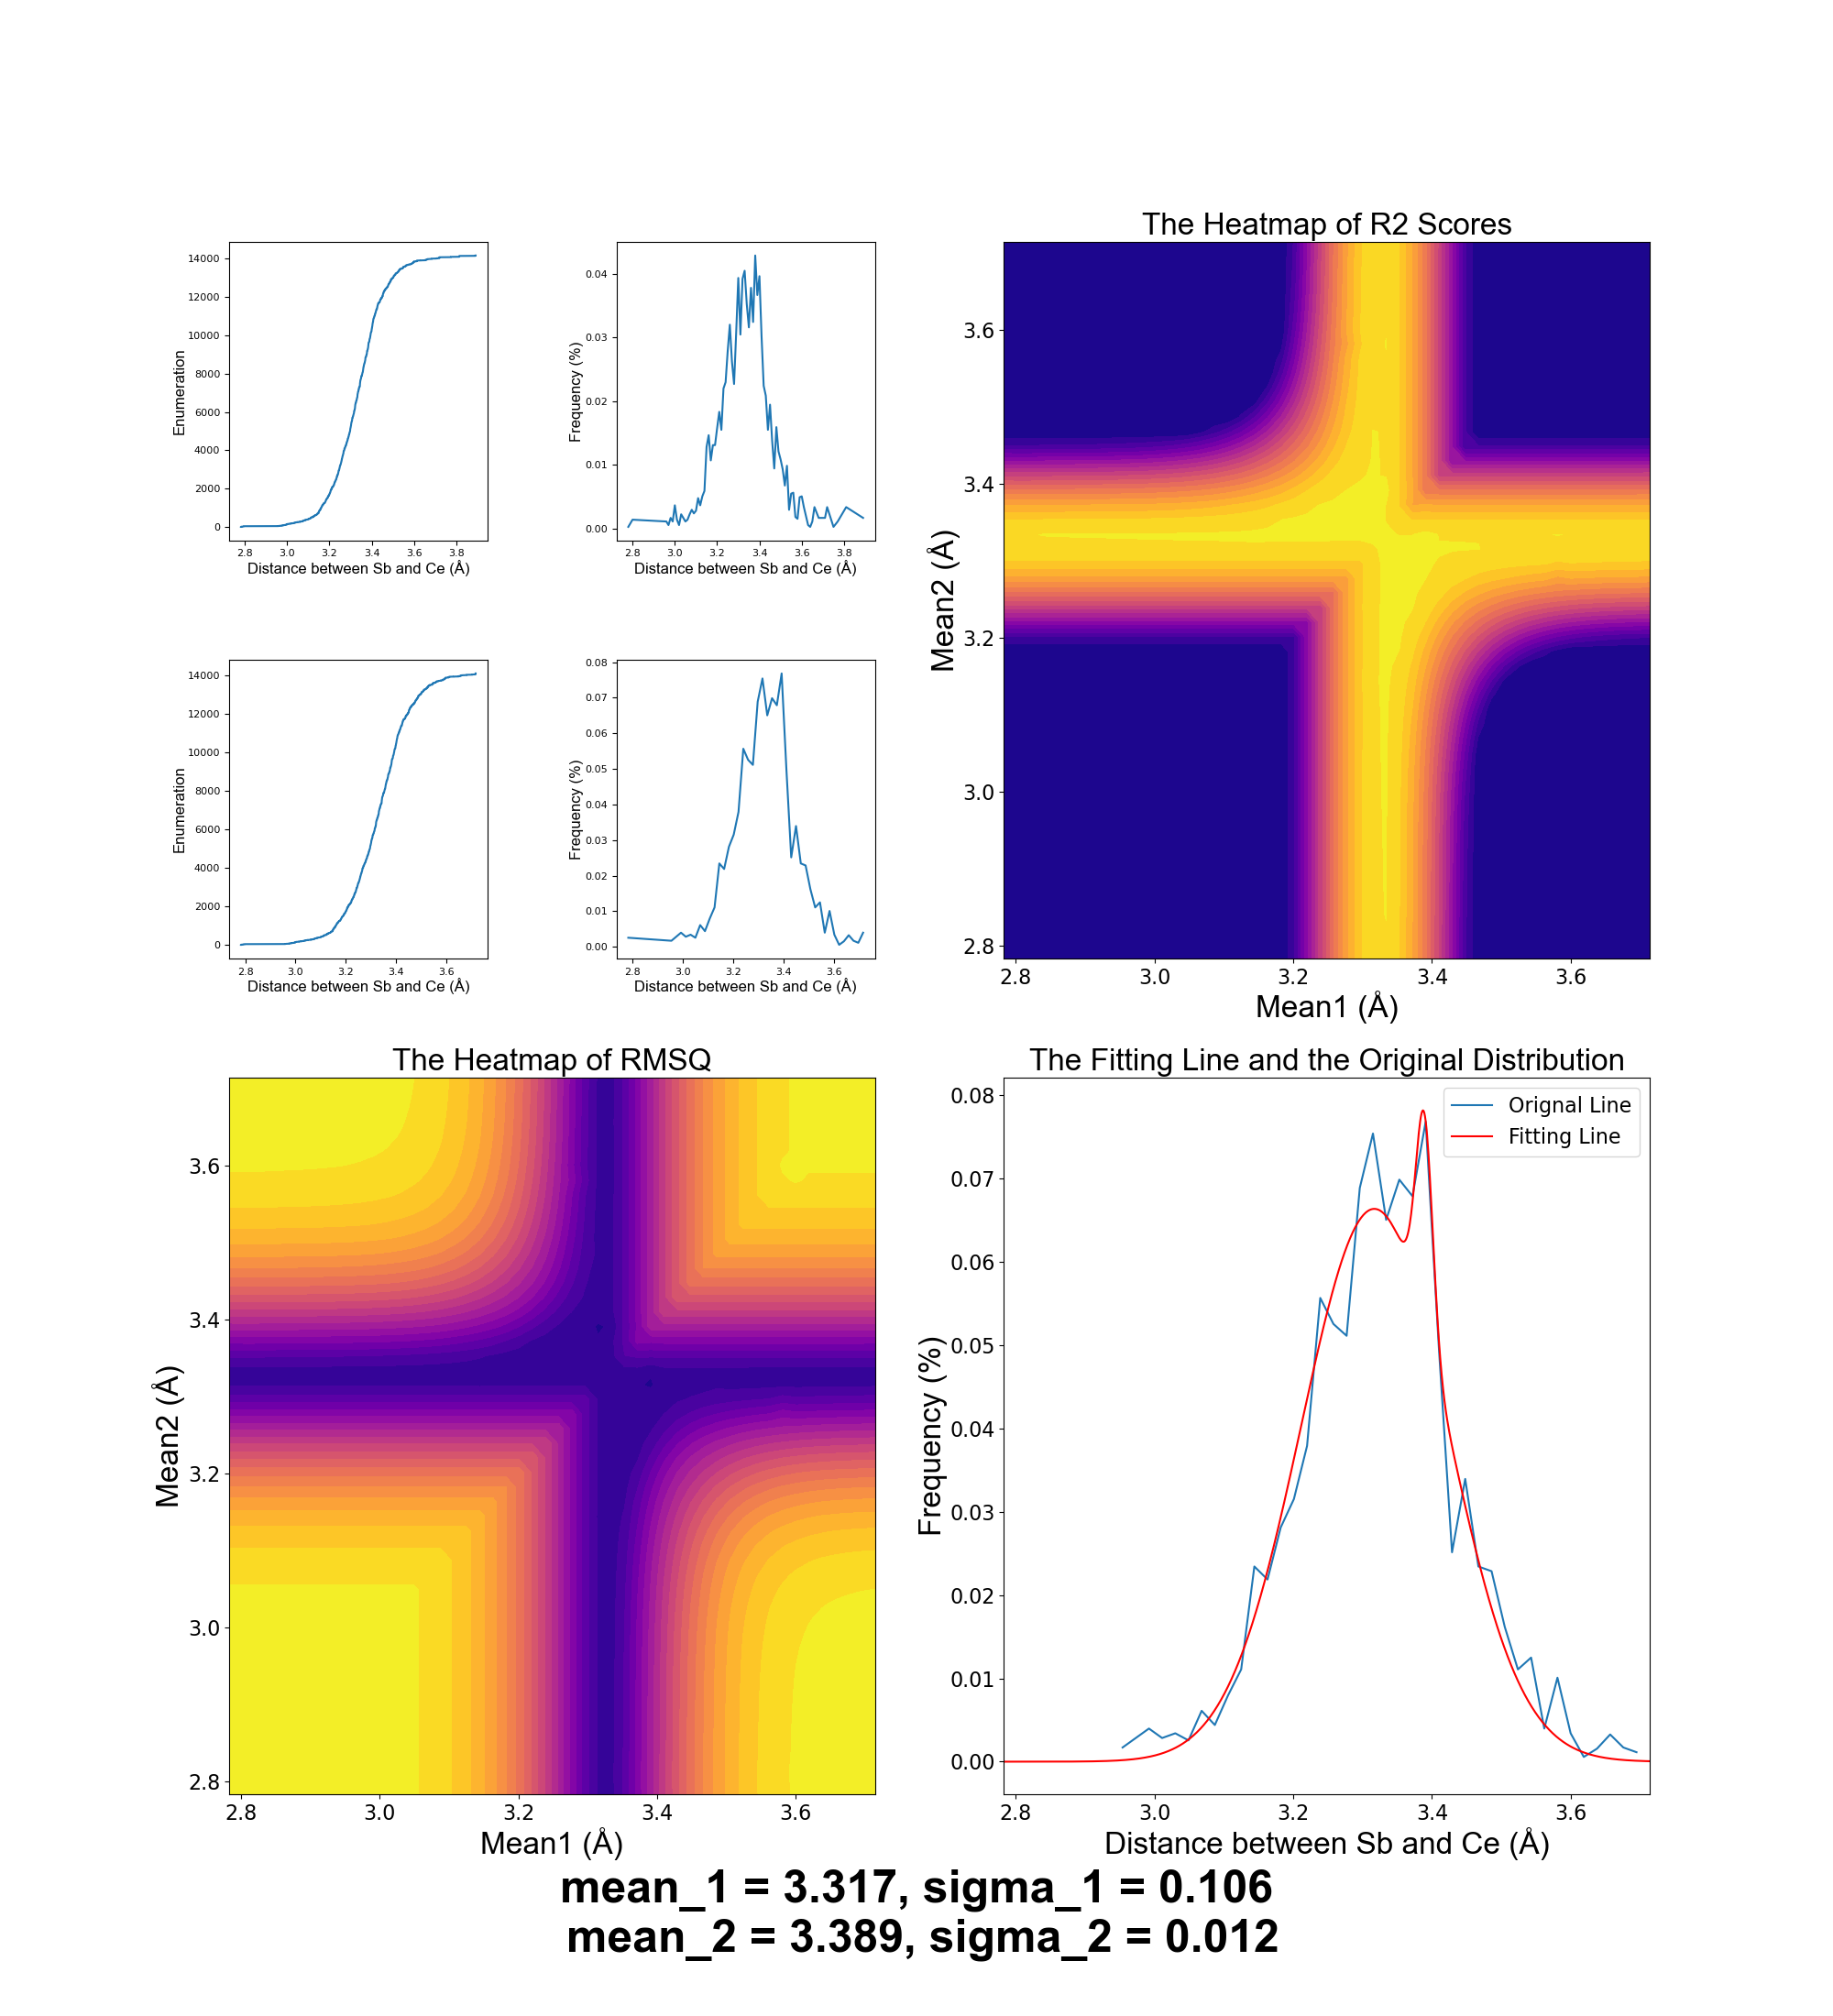 14000
12000
10000
8000
6000
4000
2000
0
Enumeration
2.8 3.0 3.2 3.4 3.6 3.8
Distance between Sb and Ce (Å)
0.04
0.03
0.02
0.01
0.00
Frequency (%)
2.8 3.0 3.2 3.4 3.6 3.8
Distance between Sb and Ce (Å)
The Heatmap of R2 Scores
3.6
3.4
3.2
3.0
2.8
Mean2 (Å)
2.8 3.0 3.2 3.4 3.6
Mean1 (Å)
14000
12000
10000
8000
6000
4000
2000
0
Enumeration
2.8 3.0 3.2 3.4 3.6
Distance between Sb and Ce (Å)
0.08
0.07
0.06
0.05
0.04
0.03
0.02
0.01
0.00
Frequency (%)
2.8 3.0 3.2 3.4 3.6
Distance between Sb and Ce (Å)
The Heatmap of RMSQ
3.6
3.4
3.2
3.0
2.8
Mean2 (Å)
2.8 3.0 3.2 3.4 3.6
Mean1 (Å)
The Fitting Line and the Original Distribution
Orignal Line
Fitting Line
0.08
0.07
0.06
0.05
0.04
0.03
0.02
0.01
0.00
Frequency (%)
2.8 3.0 3.2 3.4 3.6
Distance between Sb and Ce (Å)
mean_1 = 3.317, sigma_1 = 0.106
mean_2 = 3.389, sigma_2 = 0.012